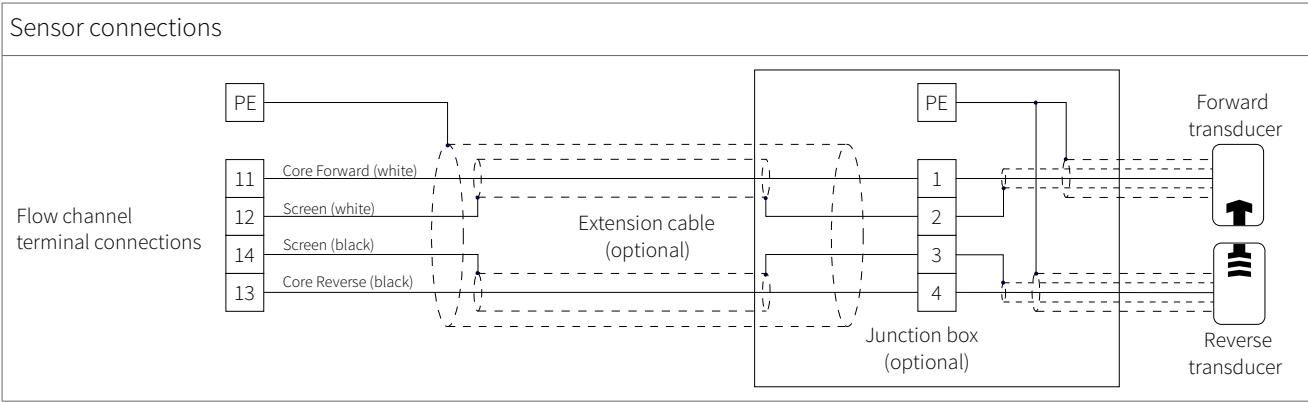 Sensor connections
PE
PE
Forward
transducer
11
Core Forward (white)
1
12
Screen (white)
2
Flow channel
terminal connections
Extension cable
(optional)
14
Screen (black)
3
13
Core Reverse (black)
4
Junction box
(optional)
Reverse
transducer